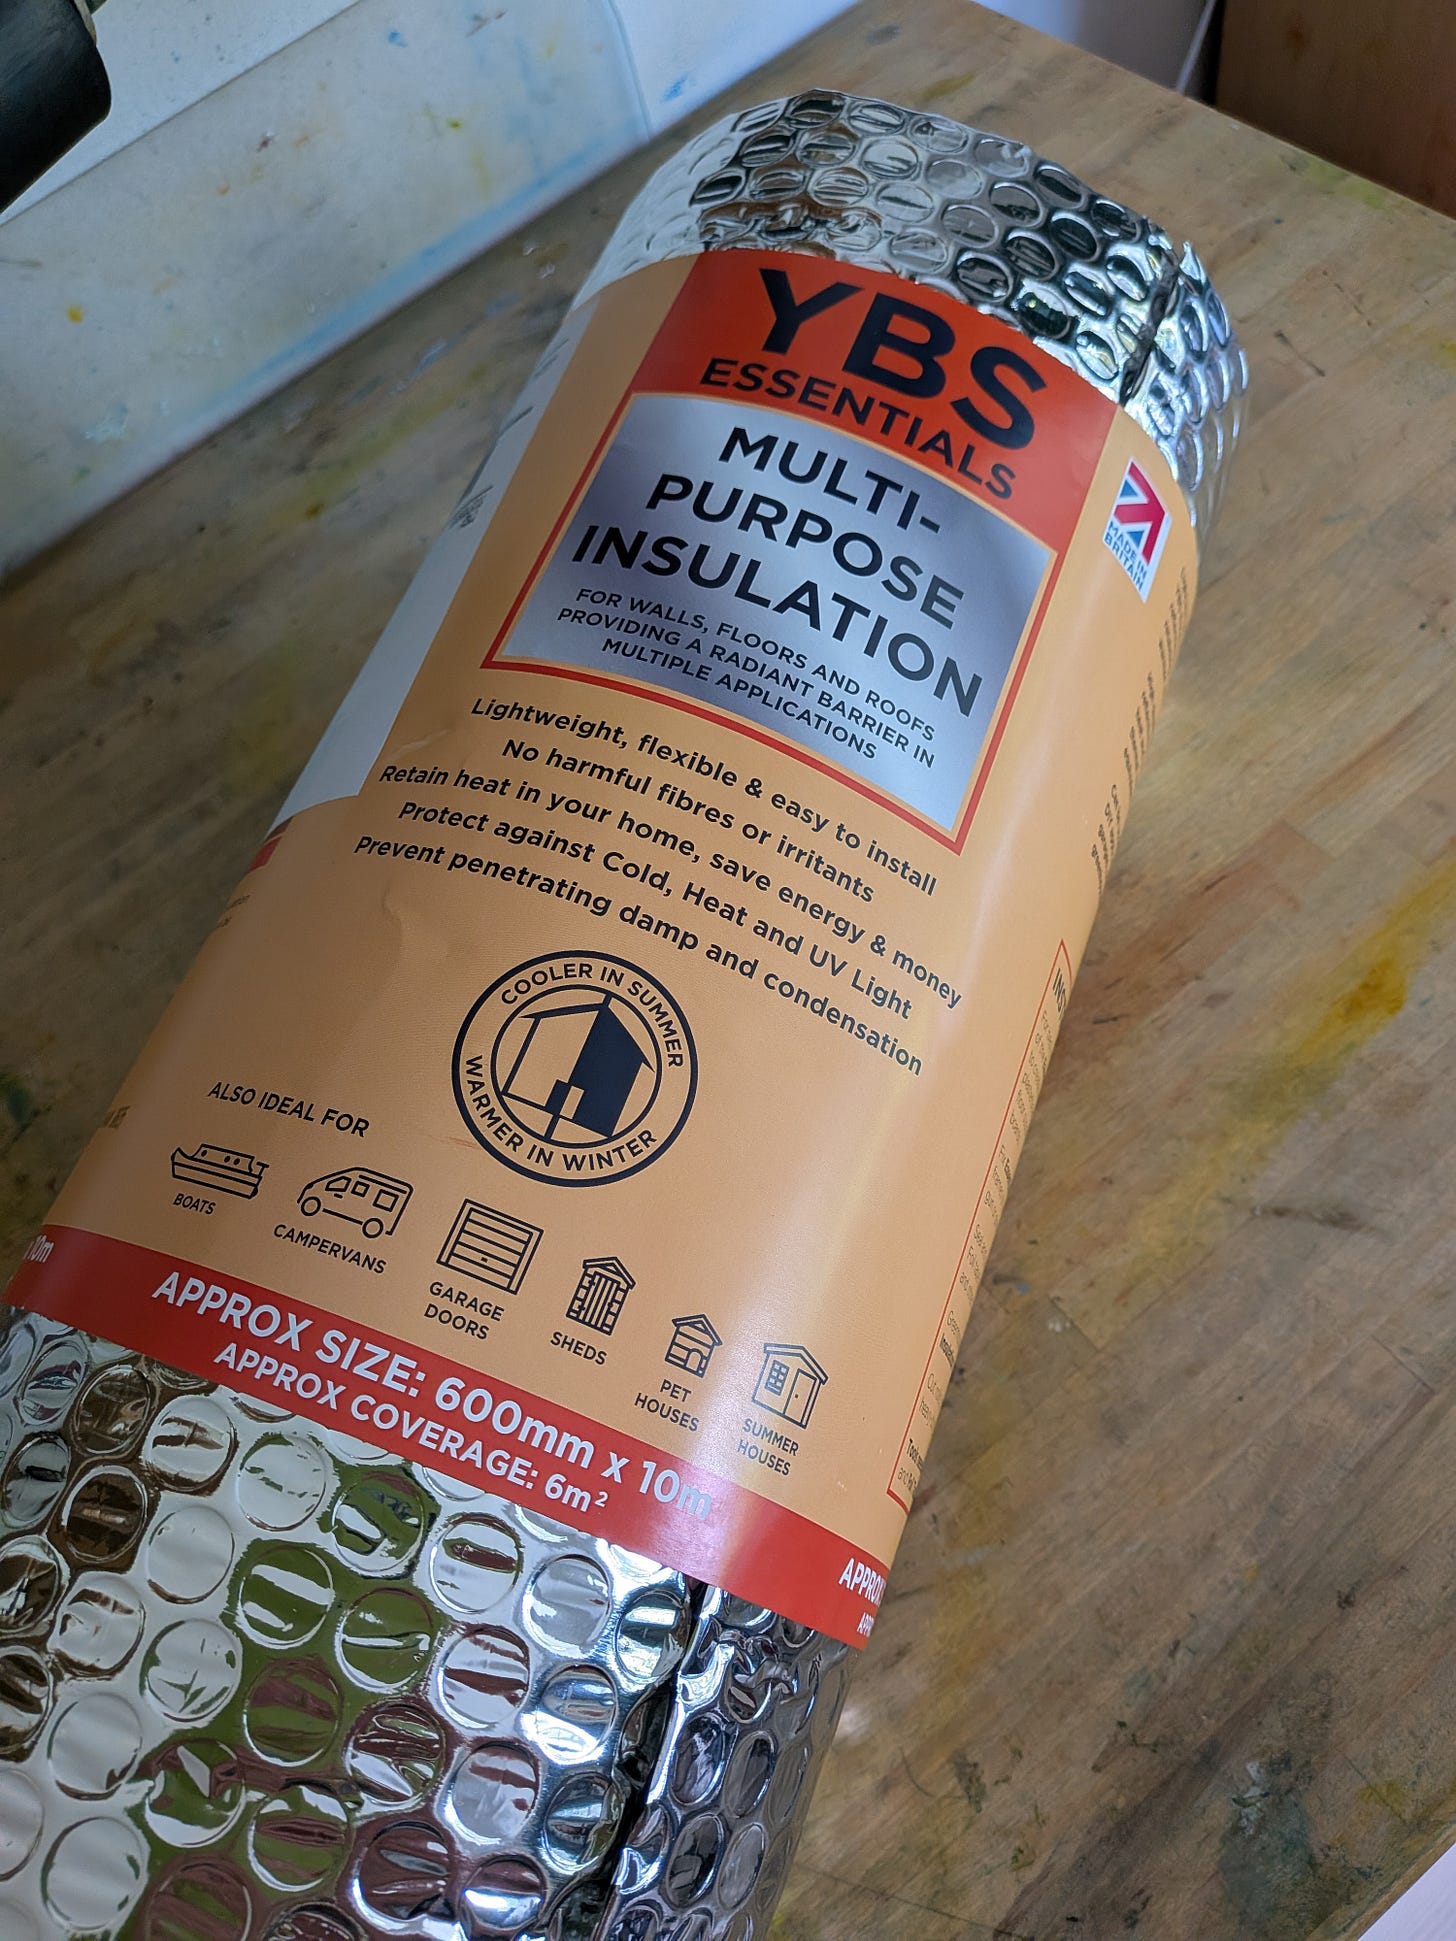 YBS
ESSENTIALS
MULTI-
PURPOSE
INSULATION
FOR WALLS, FLOORS AND ROOFS
PROVIDING A RADIANT BARRIER IN
MULTIPLE APPLICATIONS
MADE IN
BRITAIN
Lightweight, flexible & easy to install
No harmful fibres or irritants
Retain heat in your home, save energy & money
Protect against Cold, Heat and UV Light
Prevent penetrating damp and condensation
COOLER IN SUMMER
WARMER IN WINTER
ALSO IDEAL FOR
BOATS
CAMPERVANS
GARAGE
DOORS
SHEDS
PET
HOUSES
SUMMER
HOUSES
10m
APPROX SIZE: 600mm x 10m
APPROX COVERAGE: 6m²